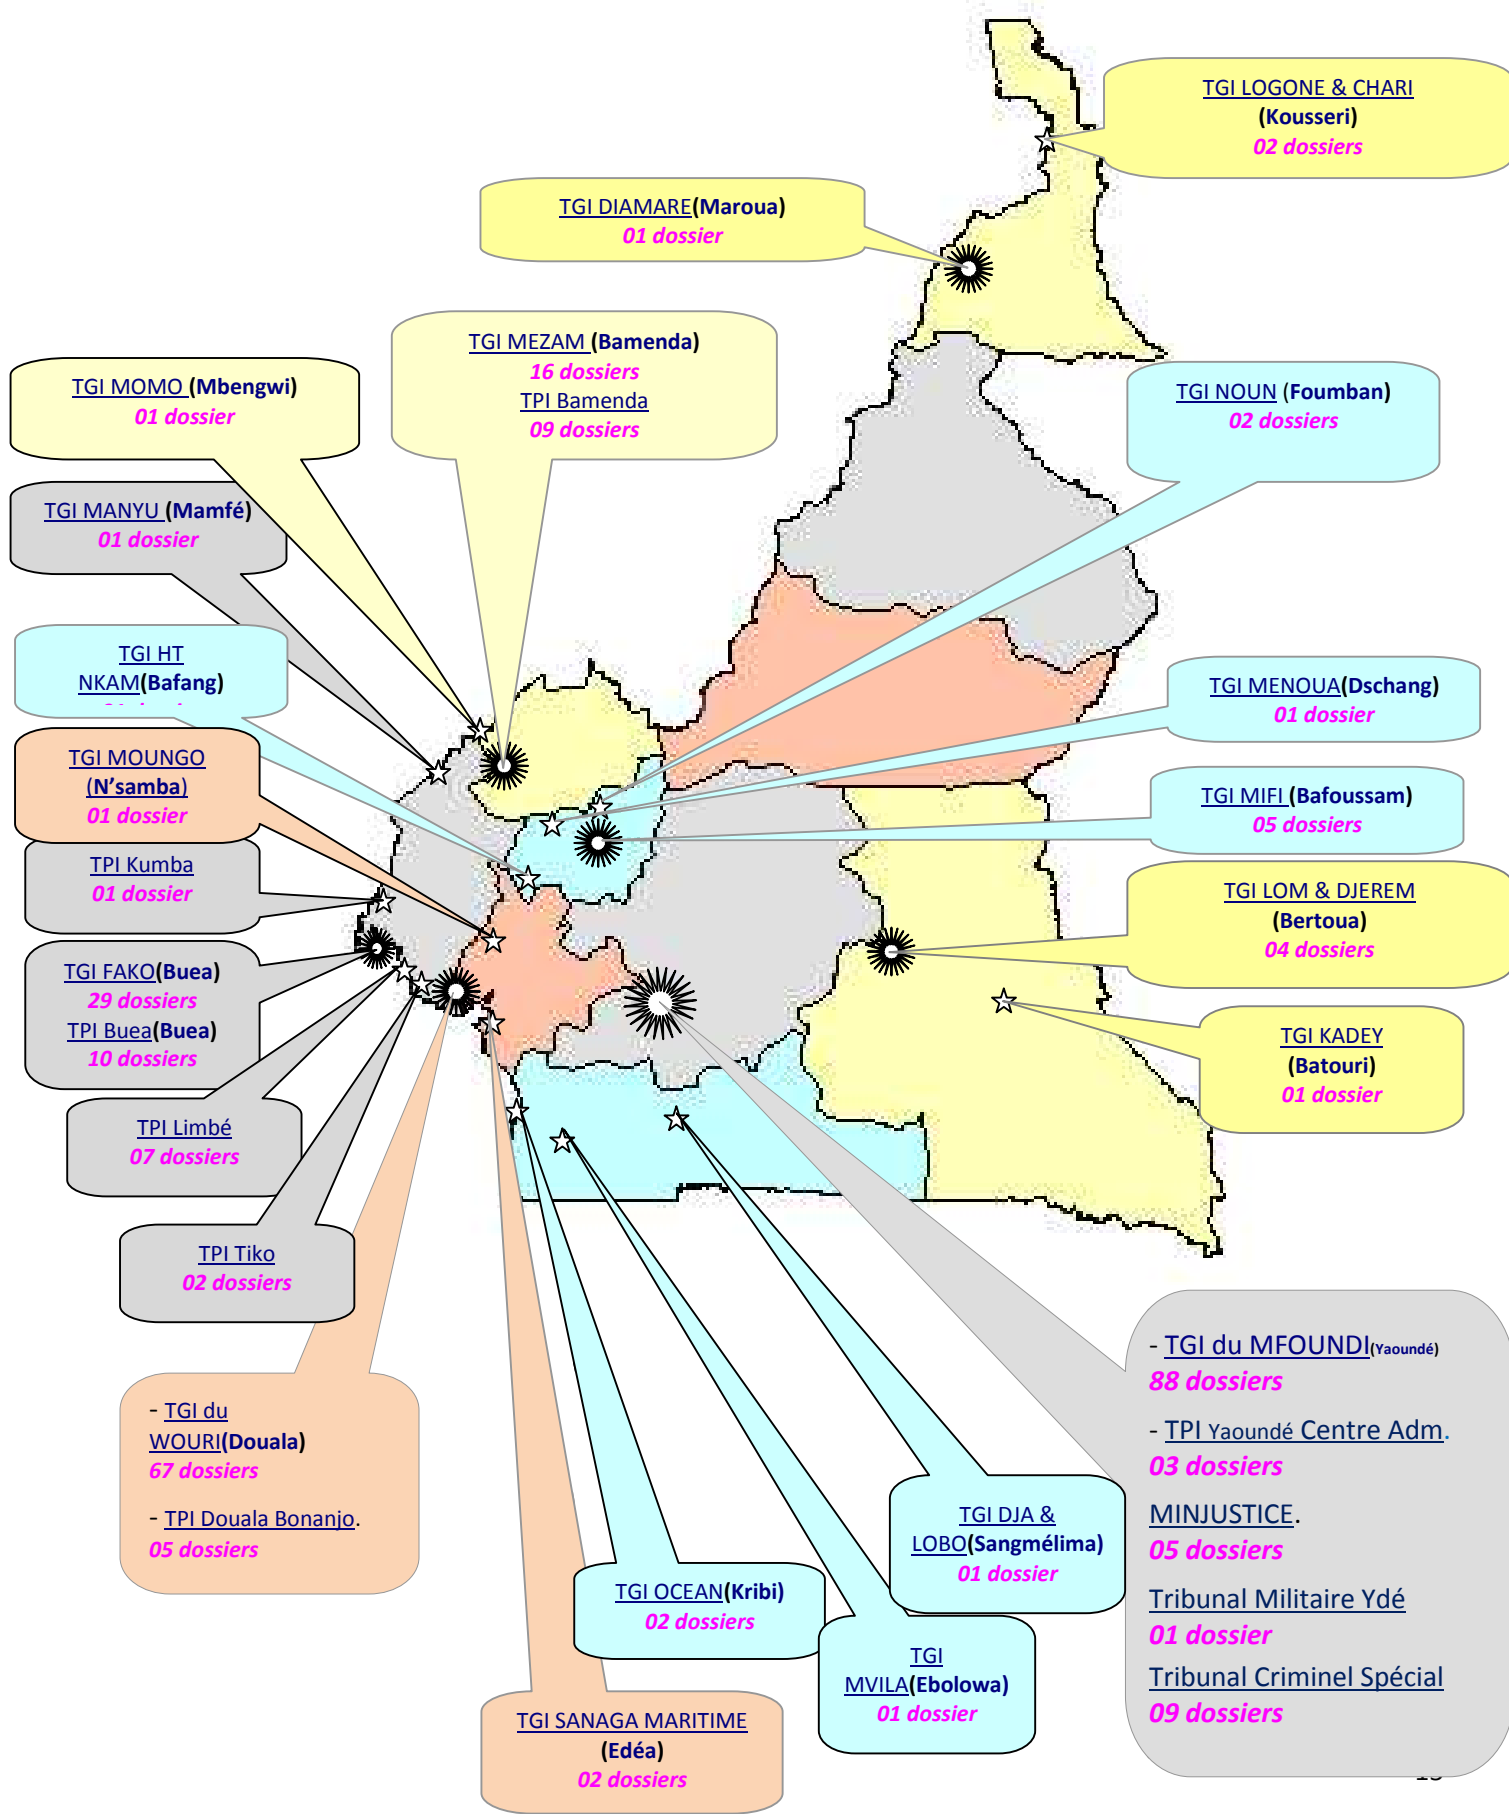 TGI LOGONE & CHARI
(Kousseri)
02 dossiers
TGI DIAMARE(Maroua)
01 dossier
TGI MEZAM (Bamenda)
16 dossiers
TPI Bamenda
09 dossiers
TGI MOMO (Mbengwi)
01 dossier
TGI NOUN (Foumban)
02 dossiers
TGI MANYU (Mamfé)
01 dossier
TGI HT
NKAM(Bafang)
TGI MENOUA(Dschang)
01 dossier
TGI MOUNGO
(N'samba)
01 dossier
TGI MIFI (Bafoussam)
05 dossiers
TPI Kumba
01 dossier
TGI LOM & DJEREM
(Bertoua)
04 dossiers
TGI FAKO(Buea)
29 dossiers
TPI Buea(Buea)
10 dossiers
TGI KADEY
(Batouri)
01 dossier
TPI Limbé
07 dossiers
TPI Tiko
02 dossiers
- TGI du
WOURI(Douala)
67 dossiers
- TPI Douala Bonanjo.
05 dossiers
TGI SANAGA MARITIME
(Edéa)
02 dossiers
TGI OCEAN(Kribi)
02 dossiers
TGI
MVILA(Ebolowa)
01 dossier
TGI DJA &
LOBO(Sangmélima)
01 dossier
- TGI du MFOUNDI(Yaoundé)
88 dossiers
- TPI Yaoundé Centre Adm.
03 dossiers
MINJUSTICE.
05 dossiers
Tribunal Militaire Ydé
01 dossier
Tribunal Criminel Spécial
09 dossiers